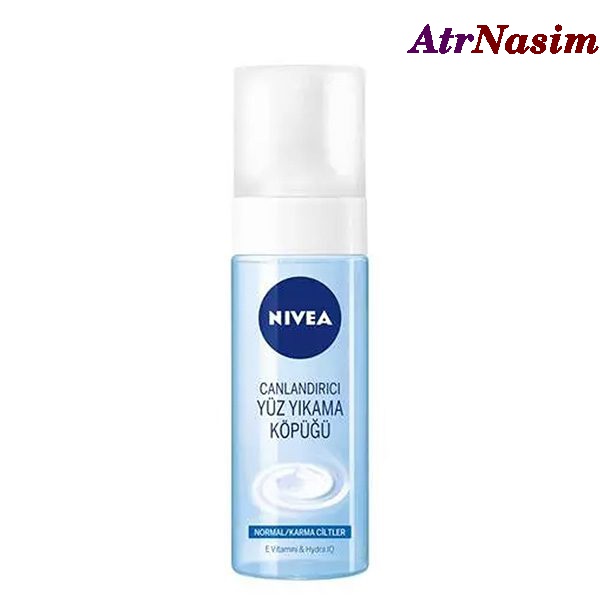 AtrNasim
NIVEA
CANLANDIRICI
YÜZ YIKAMA
KÖPÜĞÜ
NORMAL/KARMA CİLTLER
E Vitamini & Hydra IQ